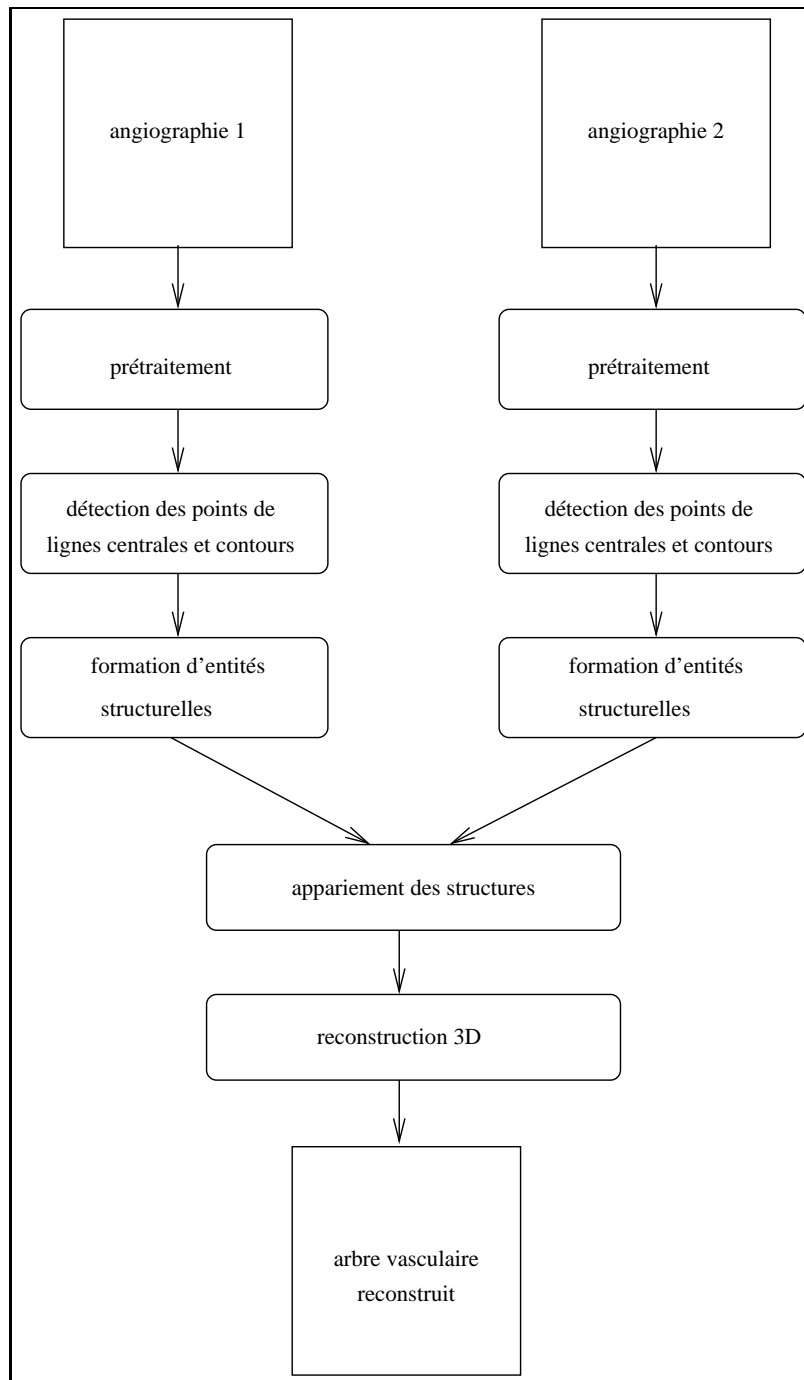 angiographie 1
angiographie 2
prétraitement
prétraitement
détection des points de
lignes centrales et contours
détection des points de
lignes centrales et contours
formation d'entités
structurelles
formation d'entités
structurelles
appariement des structures
reconstruction 3D
arbre vasculaire
reconstruit